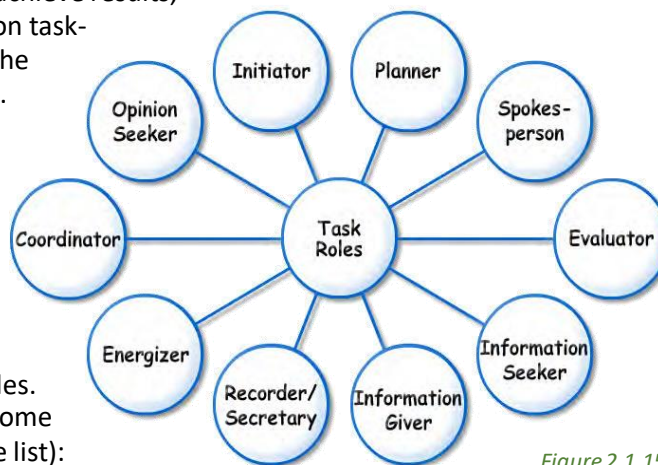 achieve results,
on task-
he
.
Initiator
Planner
Opinion
Seeker
Spokes-
person
Coordinator
Task
Roles
Evaluator
Energizer
Information
Seeker
Recorder/
Secretary
Information
Giver
les.
ome
e list):
Figure 2.1.15